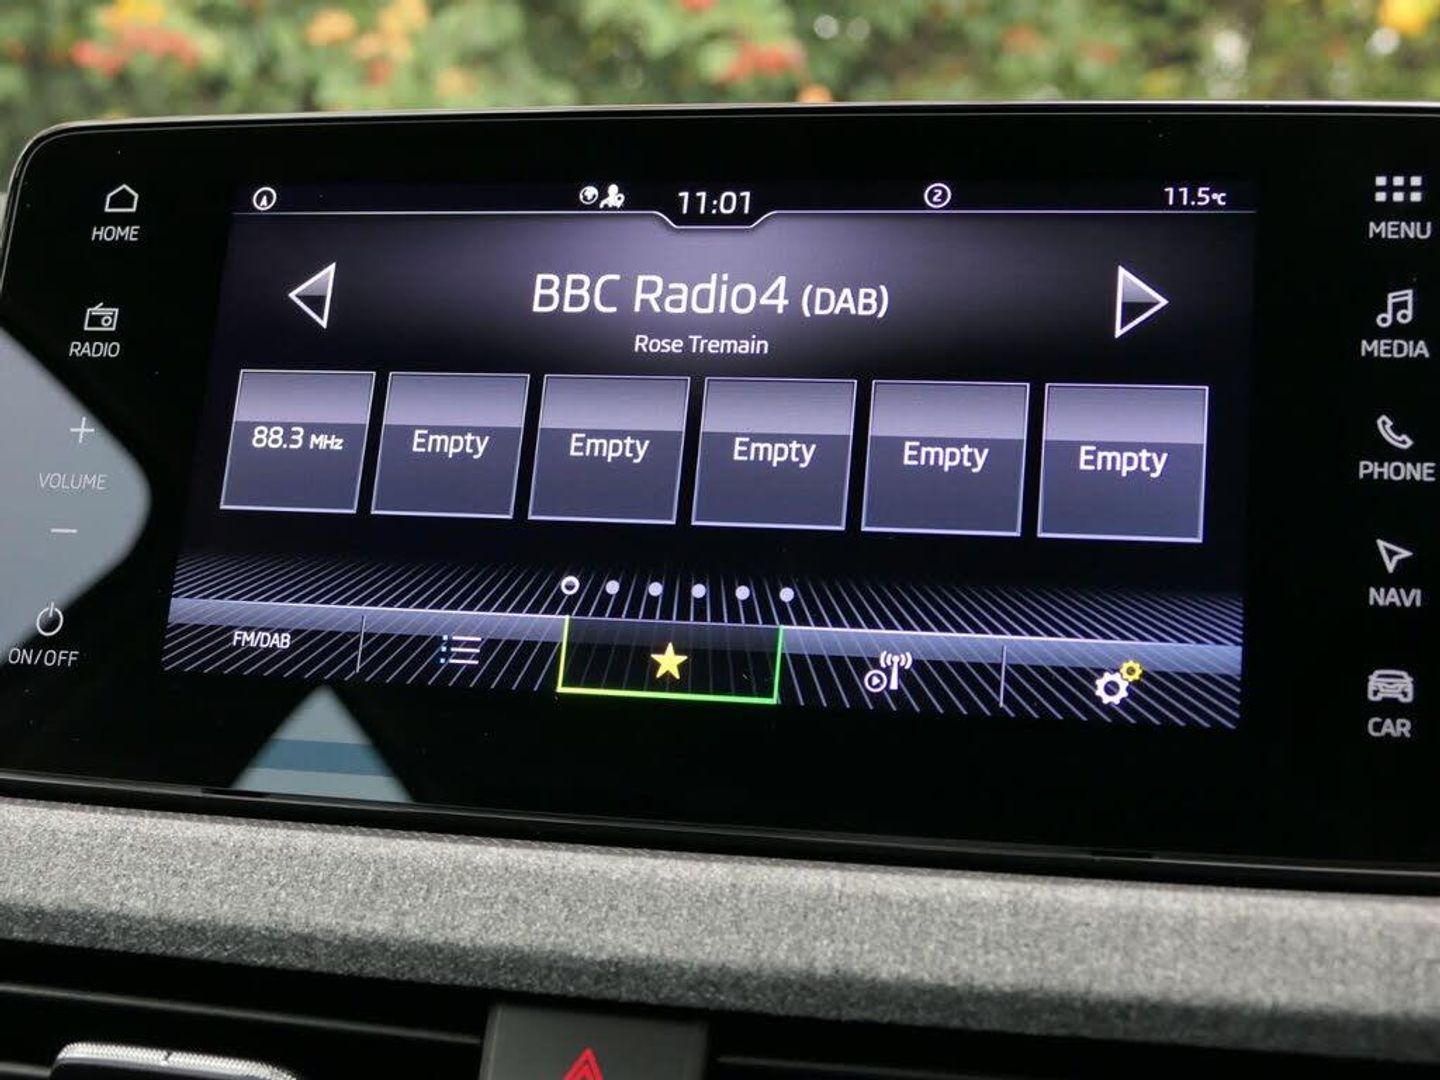 11:01
2
11.5°C
HOME
MENU
BBC Radio4 (DAB)
Rose Tremain
RADIO
MEDIA
88.3 MHz
Empty
Empty
Empty
Empty
Empty
+
VOLUME
−
PHONE
NAVI
FM/DAB
ON/OFF
CAR